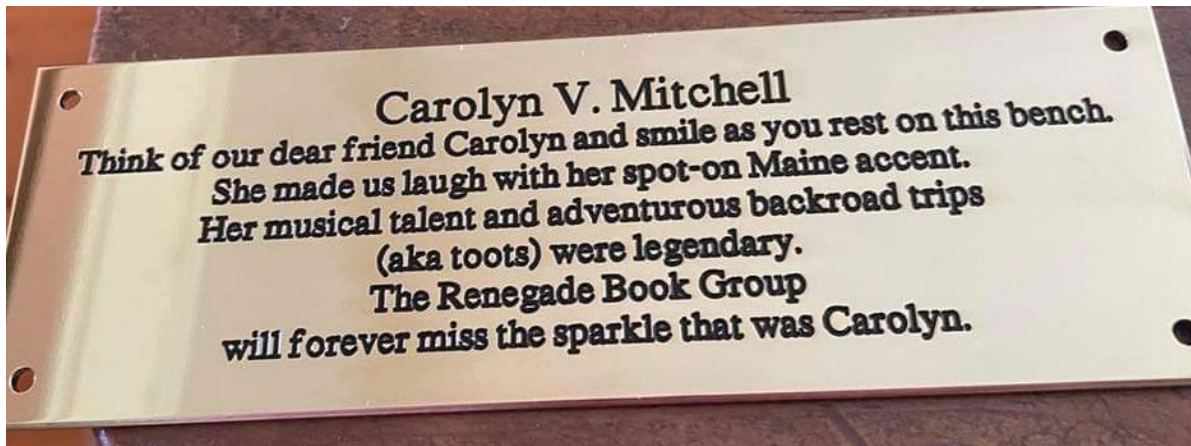 Carolyn V. Mitchell
Think of our dear friend Carolyn and smile as you rest on this bench.
She made us laugh with her spot-on Maine accent.
Her musical talent and adventurous backroad trips
(aka toots) were legendary.
The Renegade Book Group
will forever miss the sparkle that was Carolyn.